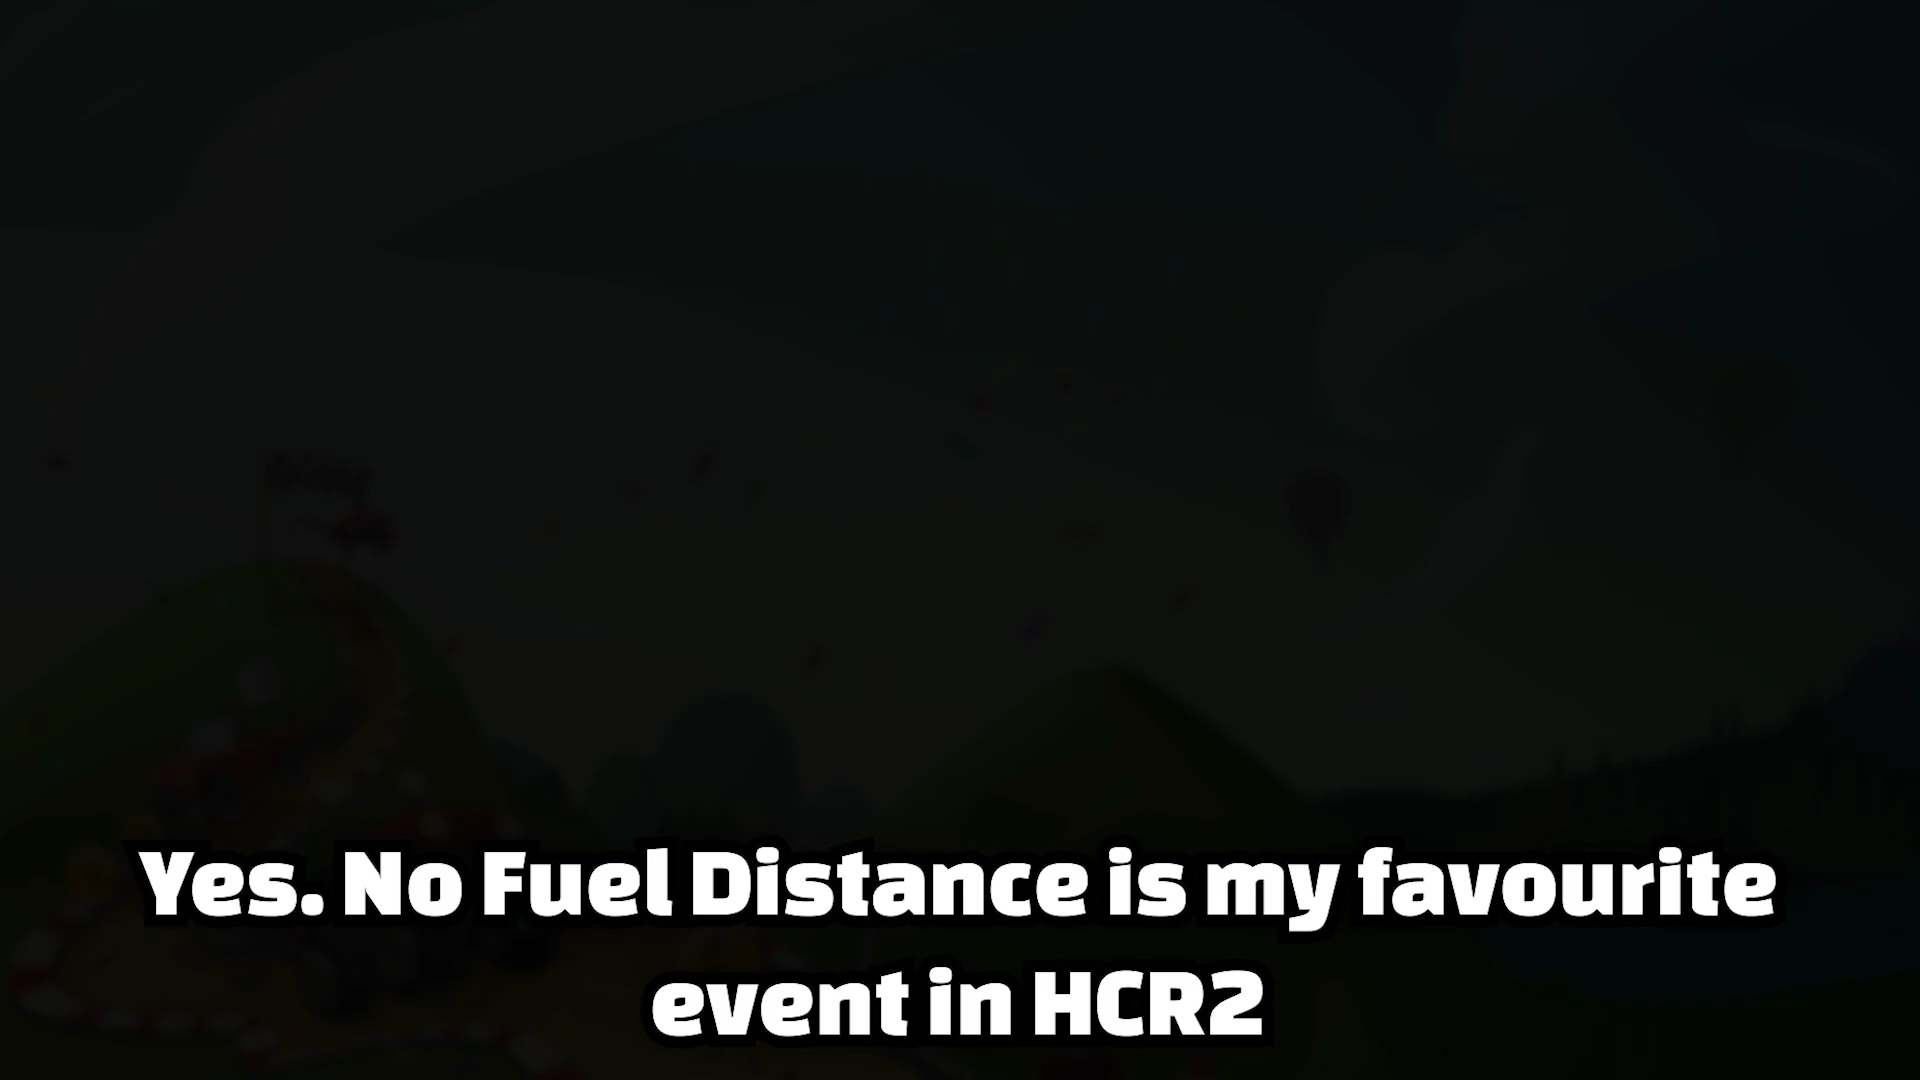 Yes. No Fuel Distance is my favourite
event in HCR2